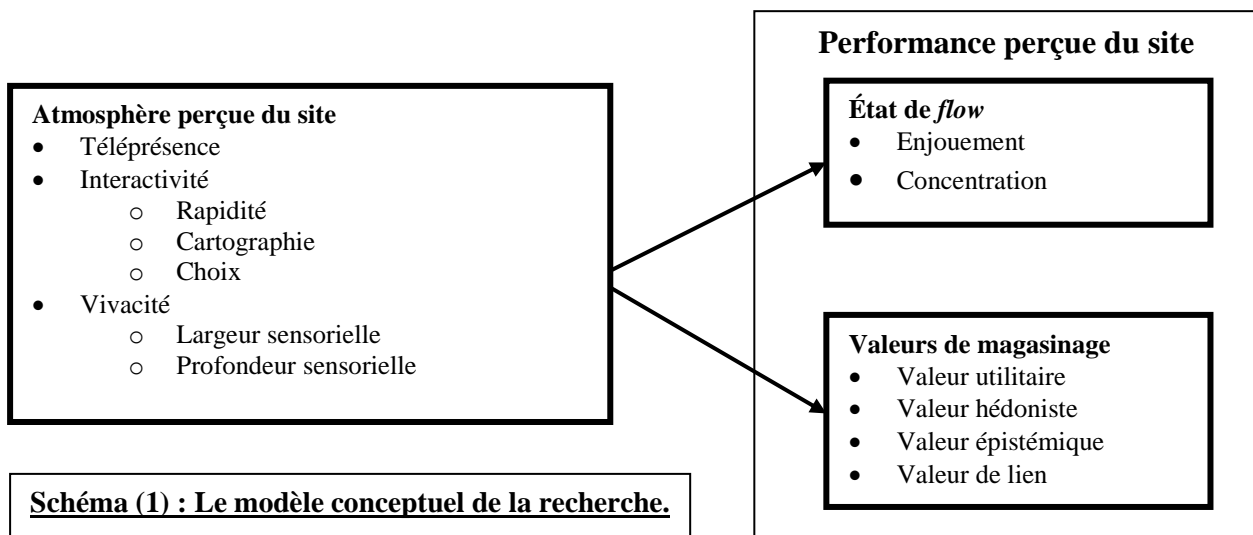 Performance perçue du site
Atmosphère perçue du site
• Téléprésence
• Interactivité
o Rapidité
o Cartographie
o Choix
• Vivacité
o Largeur sensorielle
o Profondeur sensorielle
État de flow
• Enjouement
• Concentration
Valeurs de magasinage
• Valeur utilitaire
• Valeur hédoniste
• Valeur épistémique
• Valeur de lien
Schéma (1) : Le modèle conceptuel de la recherche.